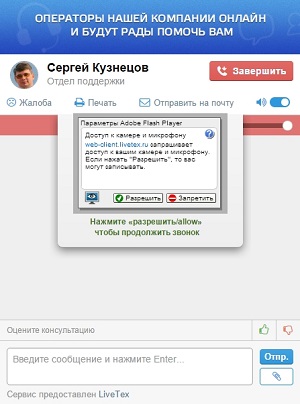 ОПЕРАТОРЫ НАШЕЙ КОМПАНИИ ОНЛАЙН
И БУДУТ РАДЫ ПОМОЧЬ ВАМ
Сергей Кузнецов
Отдел поддержки
Завершить
Жалоба
Печать
Отправить на почту
Параметры Adobe Flash Player
Доступ к камере и микрофону
web-client.livetex.ru запрашивает
доступ к вашим камере и микрофону.
Если нажать "Разрешить", то вас
могут записывать.
?
Разрешить
Запретить
Нажмите «разрешить/allow»
чтобы продолжить звонок
Оцените консультацию
Введите сообщение и нажмите Enter...
Отпр.
Сервис предоставлен LiveTex